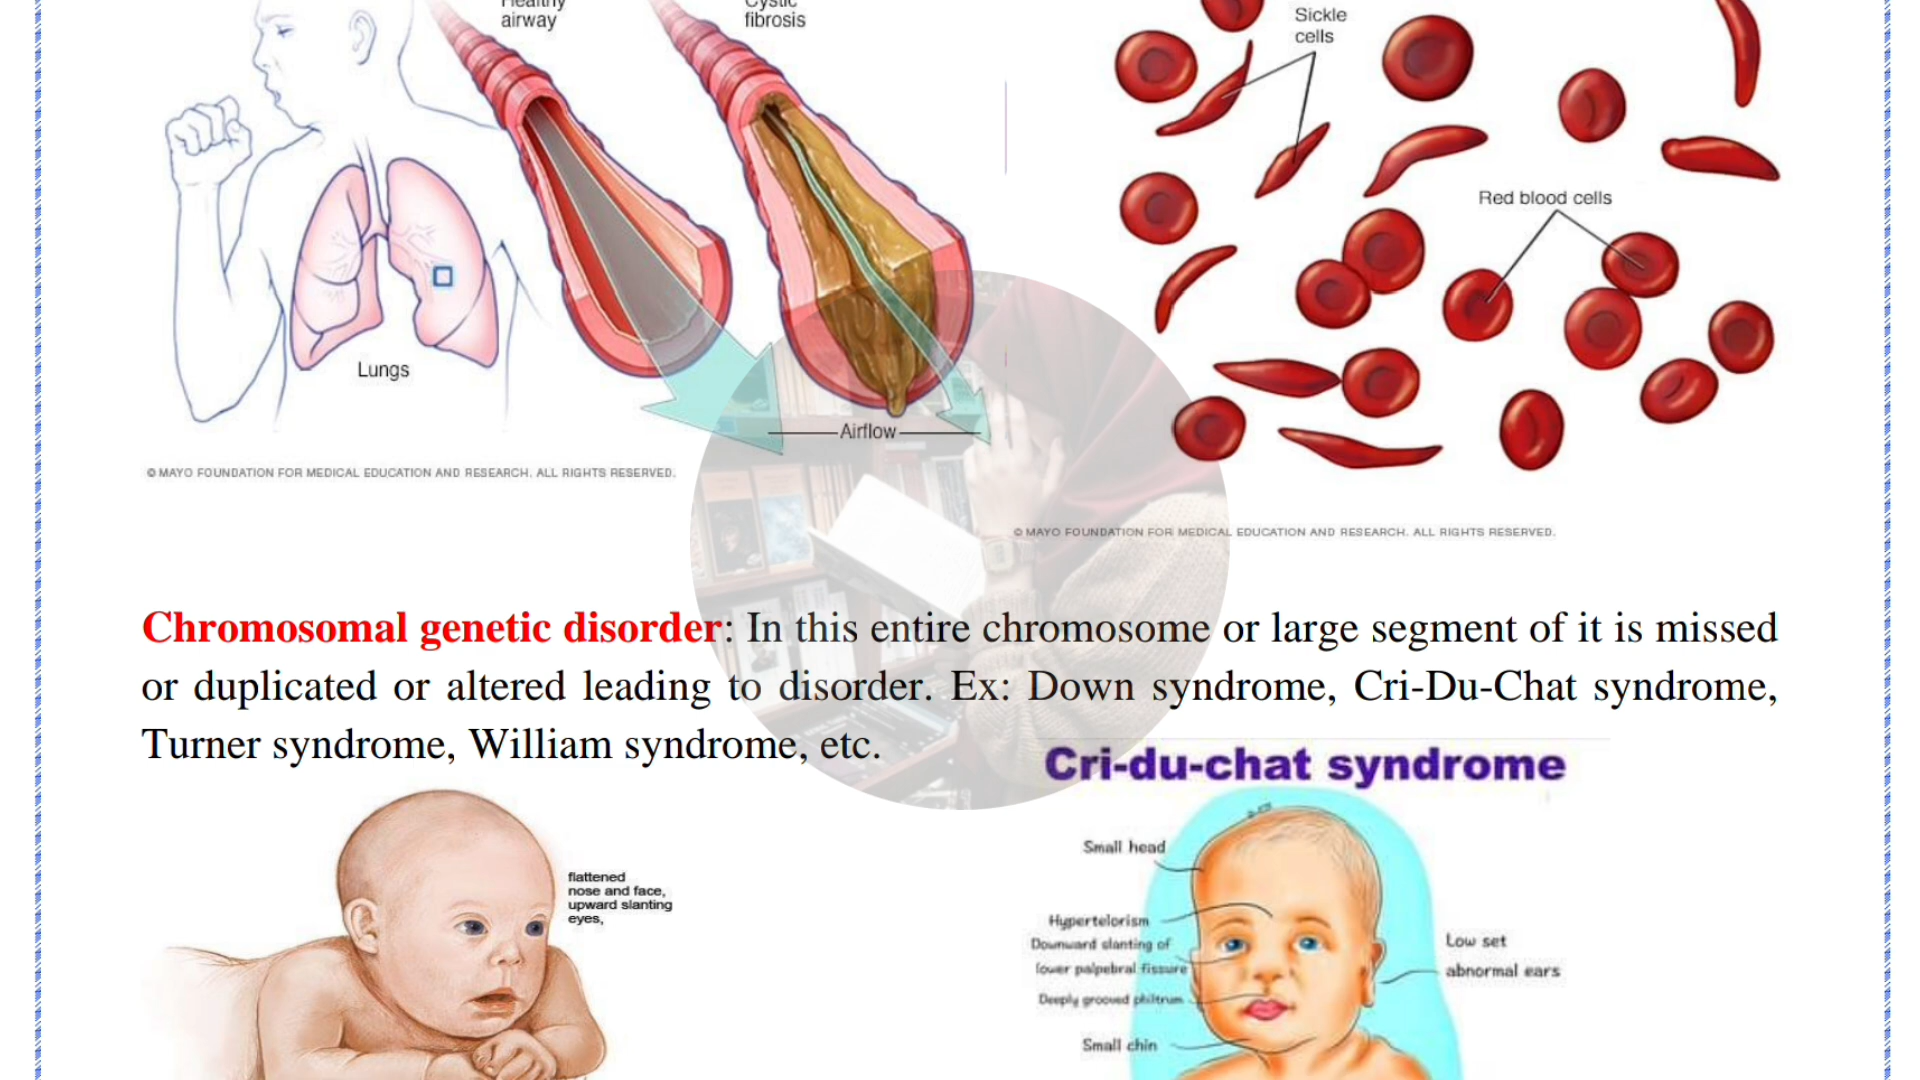 Healthy
airway
Cystic
fibrosis
Lungs
Airflow
© MAYO FOUNDATION FOR MEDICAL EDUCATION AND RESEARCH. ALL RIGHTS RESERVED.
Sickle
cells
Red blood cells
© MAYO FOUNDATION FOR MEDICAL EDUCATION AND RESEARCH. ALL RIGHTS RESERVED.
Chromosomal genetic disorder: In this entire chromosome or large segment of it is missed
or duplicated or altered leading to disorder. Ex: Down syndrome, Cri-Du-Chat syndrome,
Turner syndrome, William syndrome, etc.
flattened
nose and face,
upward slanting
eyes,
Cri-du-chat syndrome
Small head
Hypertelorism
Downward slanting of
lower palpebral fissure
Deeply grooved philtrum
Small chin
Low set
abnormal ears